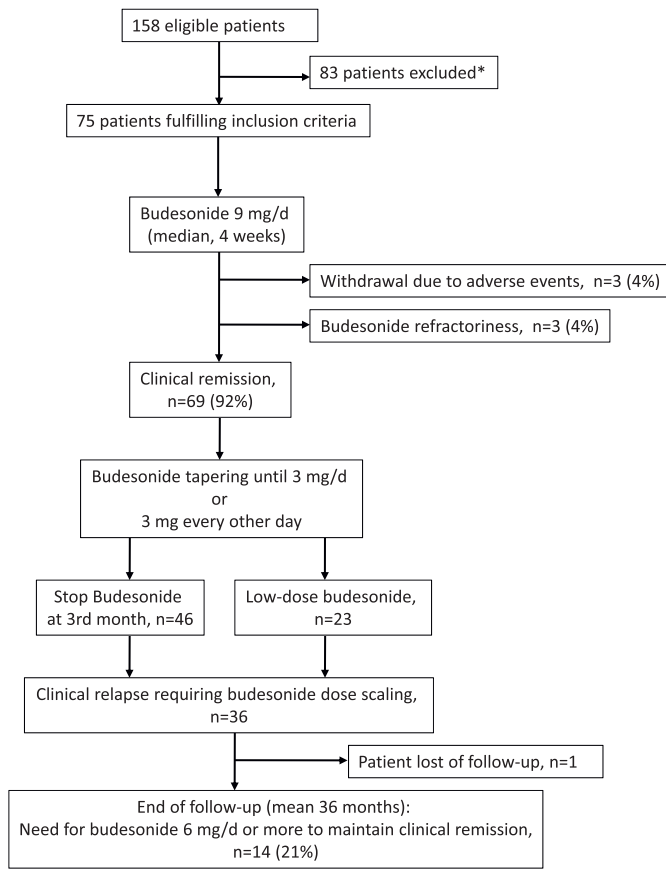 158 eligible patients
83 patients excluded*
75 patients fulfilling inclusion criteria
Budesonide 9 mg/d
(median, 4 weeks)
Withdrawal due to adverse events, n=3 (4%)
Budesonide refractoriness, n=3 (4%)
Clinical remission,
n=69 (92%)
Budesonide tapering until 3 mg/d
or
3 mg every other day
Stop Budesonide
at 3rd month, n=46
Low-dose budesonide,
n=23
Clinical relapse requiring budesonide dose scaling,
n=36
Patient lost of follow-up, n=1
End of follow-up (mean 36 months):
Need for budesonide 6 mg/d or more to maintain clinical remission,
n=14 (21%)